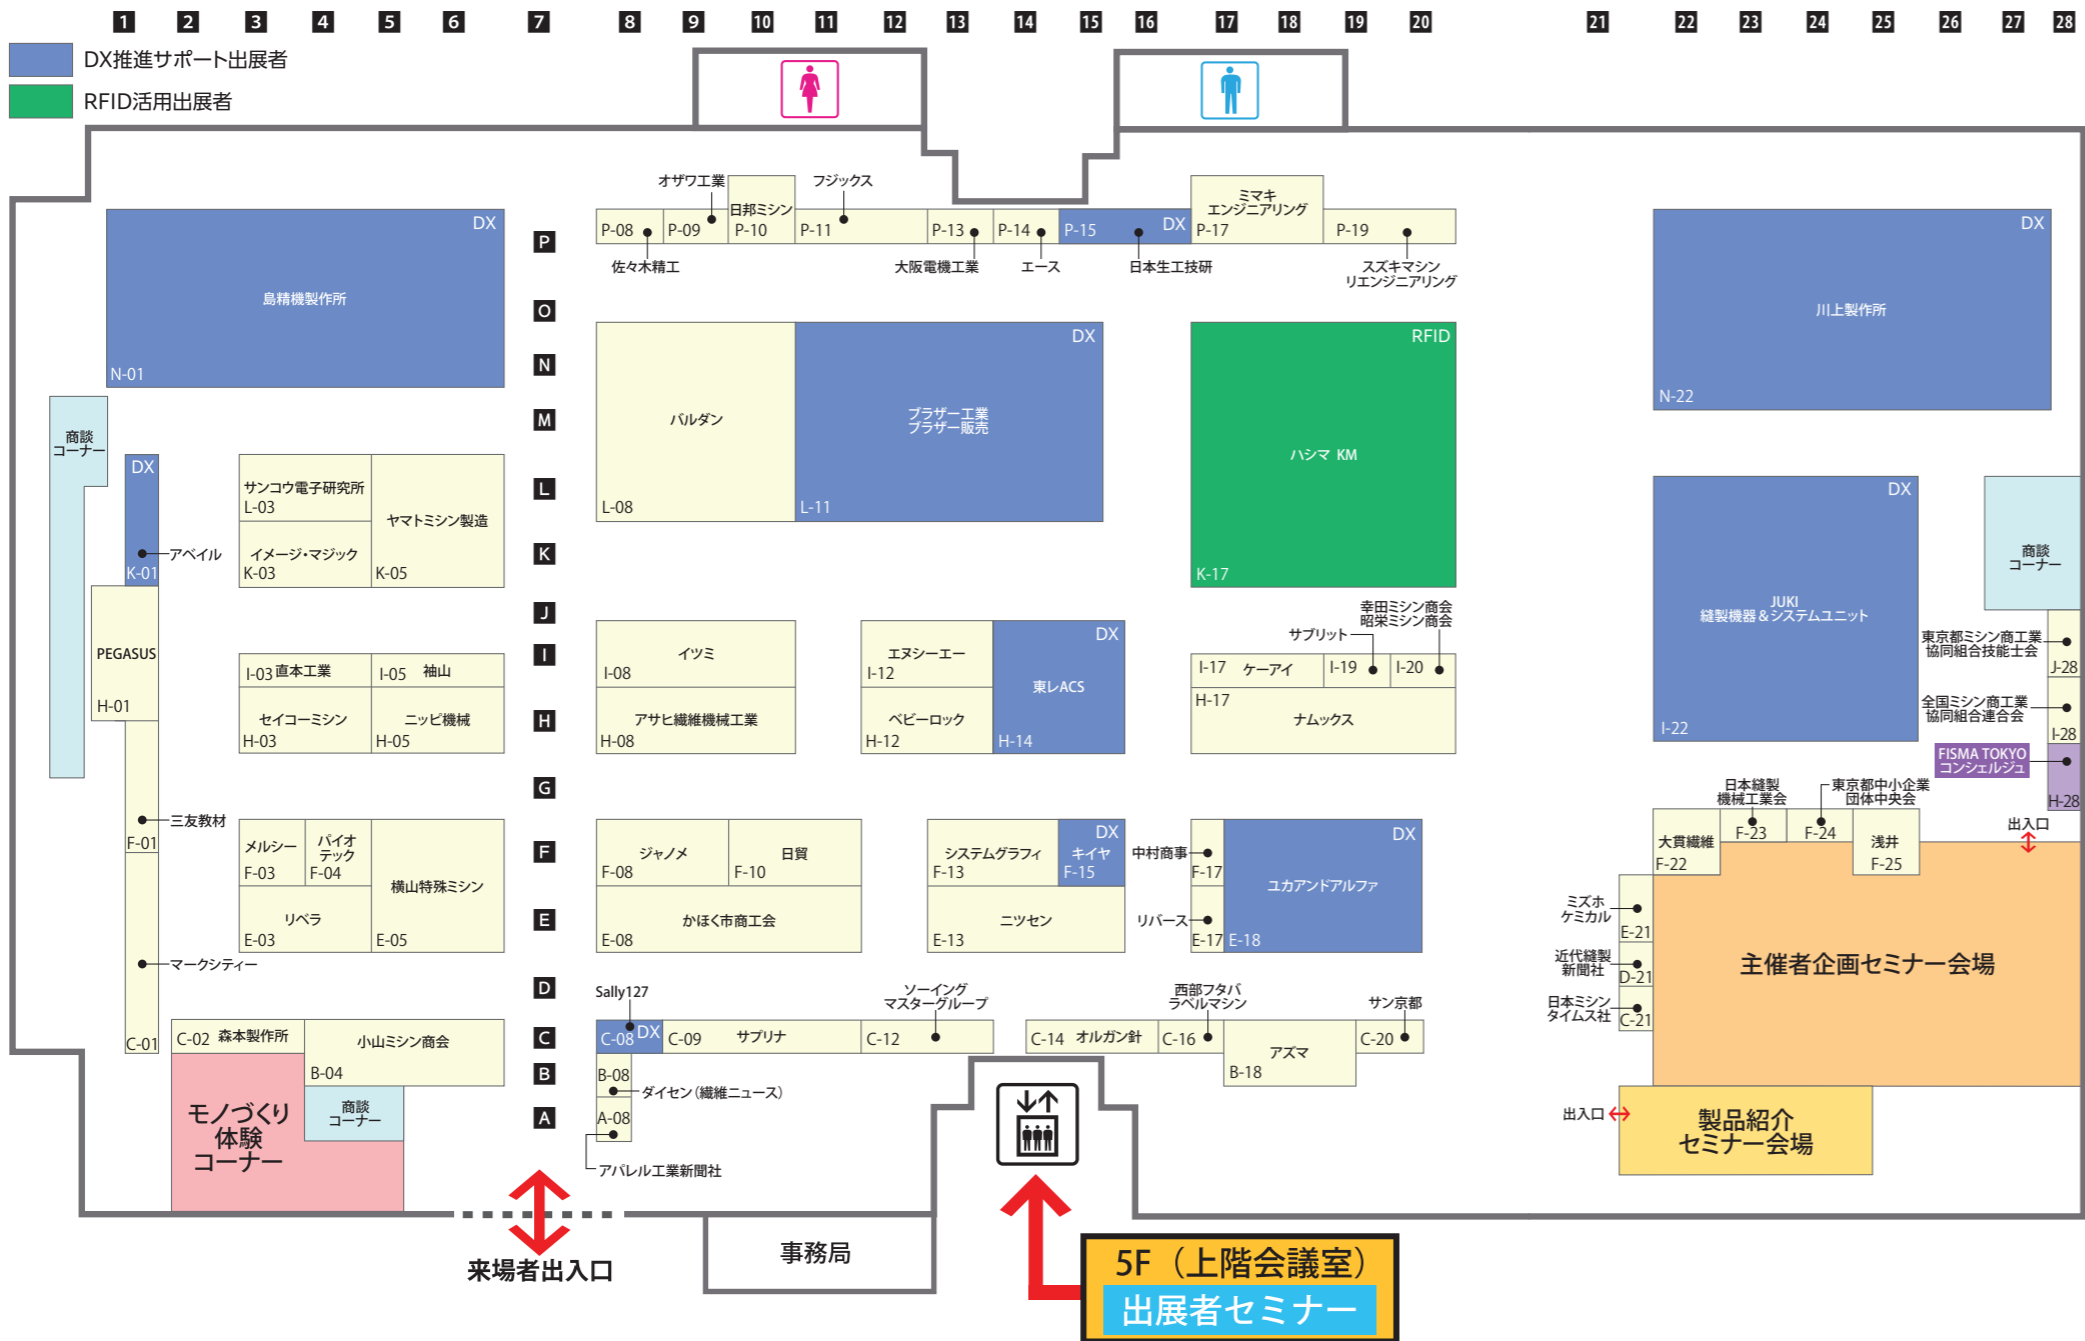 1 2 3 4 5 6 7 8 9 10 11 12 13 14 15 16 17 18 19 20 21 22 23 24 25 26 27 28
DX推進サポート出展者
RFID活用出展者
P
O
N
M
L
K
J
I
H
G
F
E
D
C
B
A
DX
島精機製作所
N-01
オザワ工業
フジックス
P-08
佐々木精工
P-09
日邦ミシン
P-10
P-11
P-13
大阪電機工業
P-14
エース
P-15
DX
日本生工技研
ミマキ
エンジニアリング
P-17
P-19
スズキマシン
リエンジニアリング
DX
川上製作所
N-22
バルダン
L-08
DX
ブラザー工業
ブラザー販売
L-11
RFID
ハシマ KM
K-17
商談
コーナー
DX
アベイル
K-01
サンコウ電子研究所
L-03
イメージ・マジック
K-03
ヤマトミシン製造
K-05
DX
JUKI
縫製機器&システムユニット
I-22
商談
コーナー
PEGASUS
H-01
I-03 直本工業
I-05 袖山
セイコーミシン
H-03
ニッピ機械
H-05
イツミ
I-08
アサヒ繊維機械工業
H-08
エヌシーエー
I-12
ベビーロック
H-12
DX
東レACS
H-14
幸田ミシン商会
昭栄ミシン商会
サブリット
I-17 ケーアイ
I-19
I-20
H-17
ナムックス
東京都ミシン商工業
協同組合技能士会
J-28
全国ミシン商工業
協同組合連合会
I-28
FISMA TOKYO
コンシェルジュ
H-28
三友教材
F-01
メルシー
F-03
パイオ
テック
F-04
横山特殊ミシン
E-05
リベラ
E-03
ジャノメ
F-08
日貿
F-10
かほく市商工会
E-08
システムグラフィ
F-13
DX
キイヤ
F-15
ニツセン
E-13
中村商事
F-17
リバース
E-17
DX
ユカアンドアルファ
E-18
日本縫製
機械工業会
東京都中小企業
団体中央会
大貫繊維
F-22
F-23
F-24
浅井
F-25
出入口
ミズホ
ケミカル
E-21
近代縫製
新聞社
D-21
日本ミシン
タイムス社
C-21
主催者企画セミナー会場
マークシティー
C-01
C-02 森本製作所
小山ミシン商会
B-04
モノづくり
体験
コーナー
商談
コーナー
Sally127
C-08 DX
C-09 サプリナ
ソーイング
マスターグループ
C-12
C-14 オルガン針
西部フタバ
ラベルマシン
C-16
アズマ
B-18
サン京都
C-20
B-08
ダイセン(繊維ニュース)
A-08
アパレル工業新聞社
出入口
製品紹介
セミナー会場
来場者出入口
事務局
5F(上階会議室)
出展者セミナー